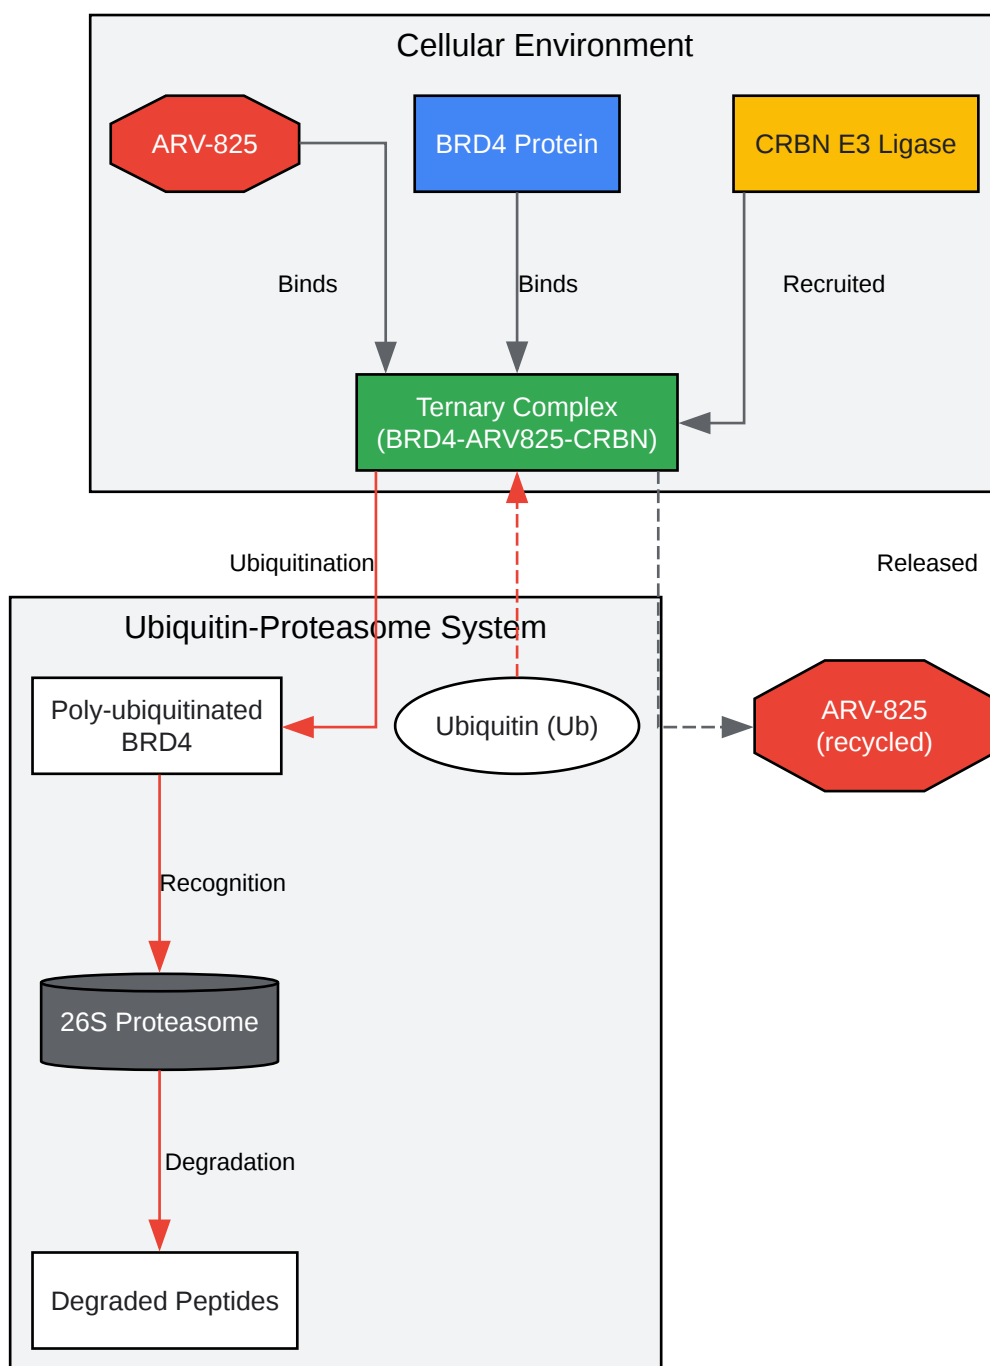 Cellular Environment
ARV-825
BRD4 Protein
CRBN E3 Ligase
Binds
Binds
Recruited
Ternary Complex
(BRD4-ARV825-CRBN)
Ubiquitination
Released
Ubiquitin-Proteasome System
Poly-ubiquitinated
BRD4
Ubiquitin (Ub)
ARV-825
(recycled)
Recognition
26S Proteasome
Degradation
Degraded Peptides